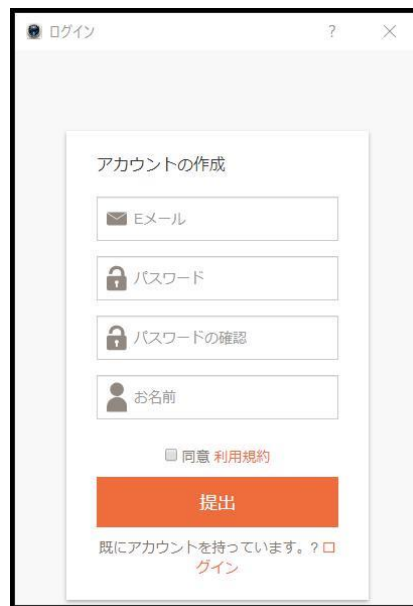 ログイン ? ×
アカウントの作成
Eメール
パスワード
パスワードの確認
お名前
同意 利用規約
提出
既にアカウントを持っています。? ロ
グイン